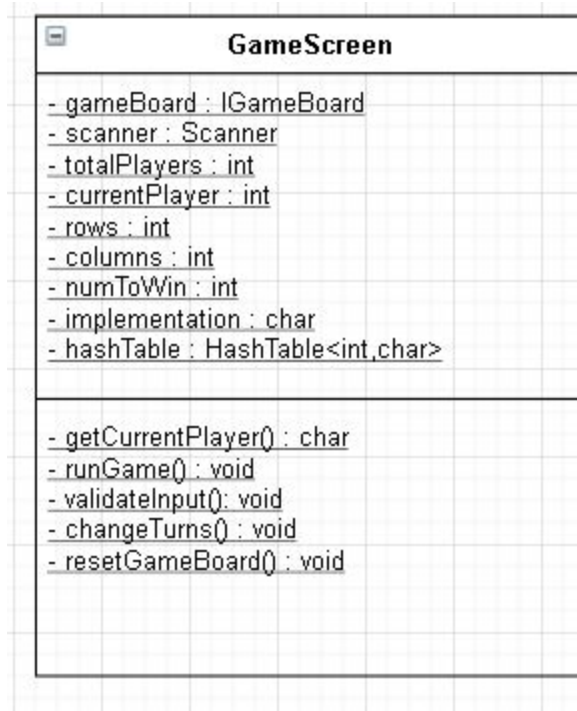 GameScreen
- gameBoard : IGameBoard
- scanner : Scanner
- totalPlayers : int
- currentPlayer : int
- rows : int
- columns : int
- numToWin : int
- implementation : char
- hashTable : HashTable<int,char>
- getCurrentPlayer() : char
- runGame() : void
- validateInput(): void
- changeTurns() : void
- resetGameBoard() : void